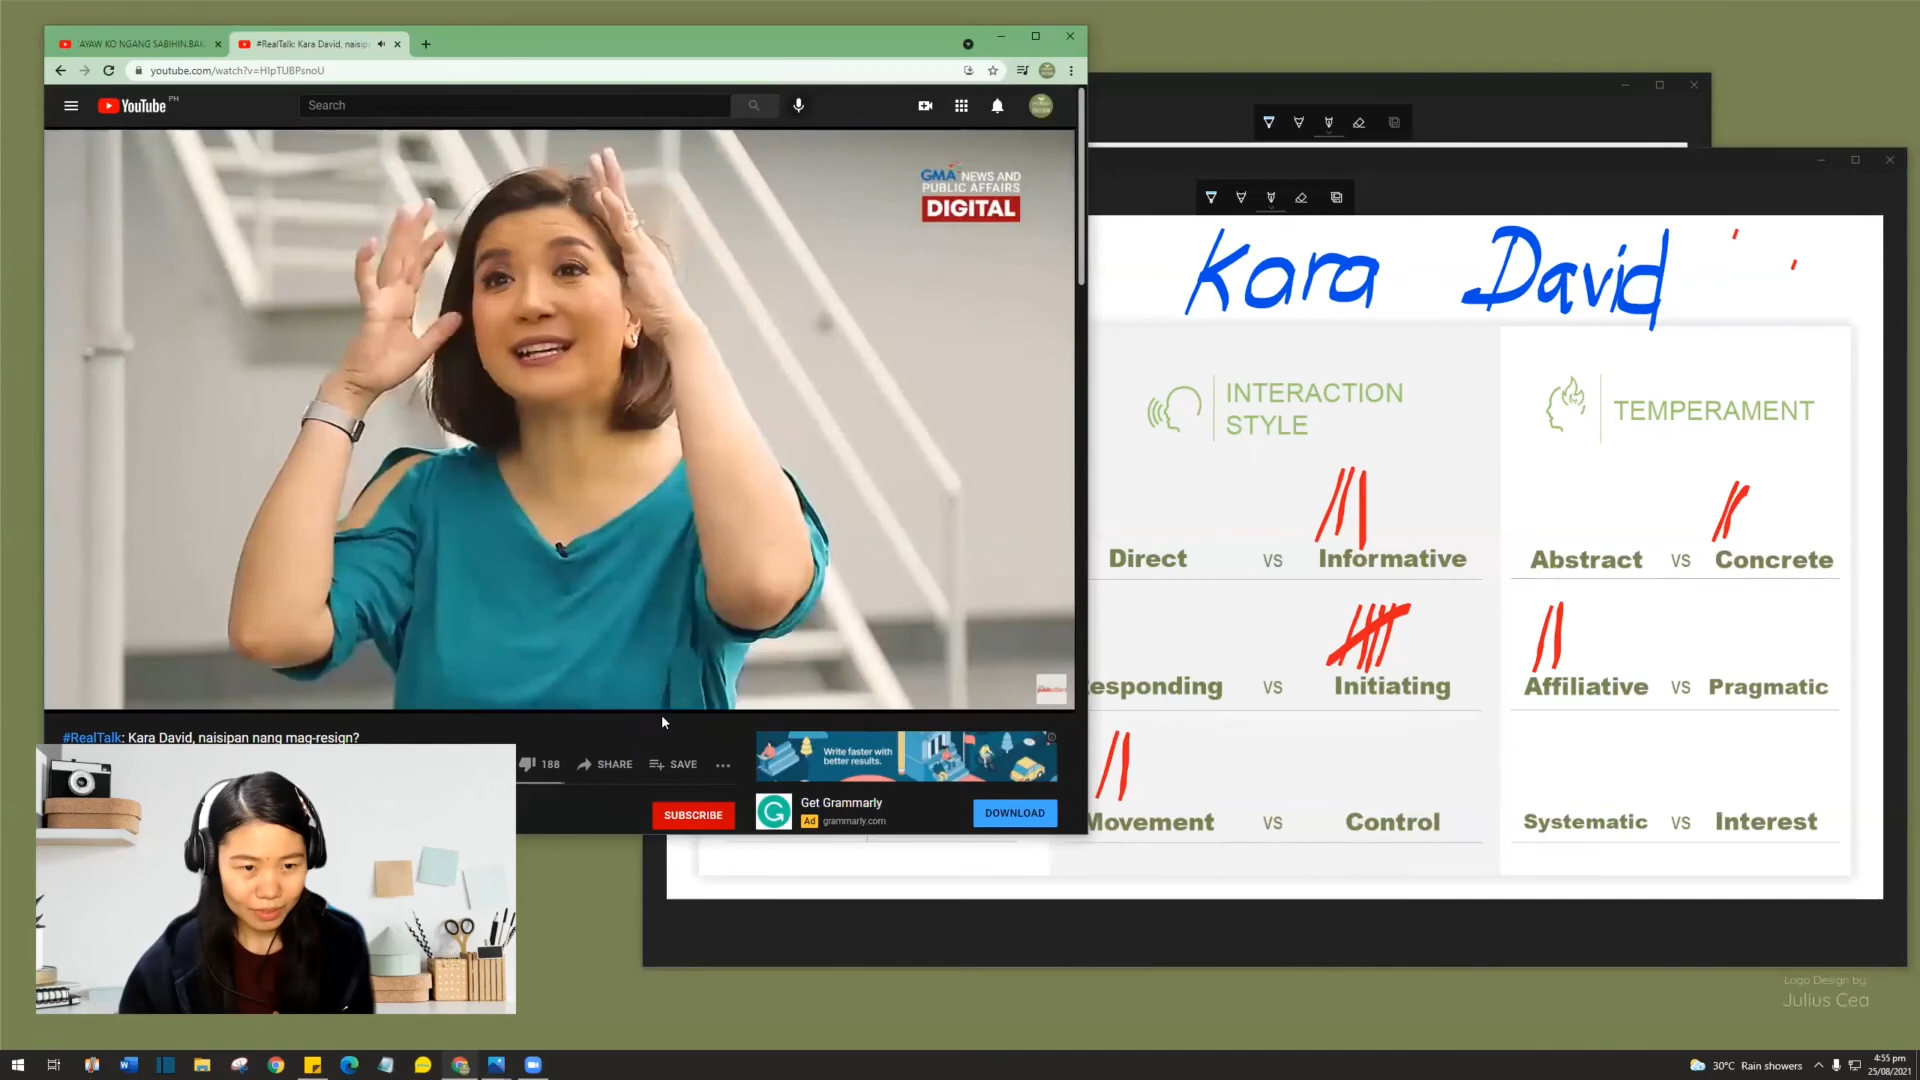 'AYAW KO NGANG SABIHIN.BAK
#RealTalk: Kara David, naisip
youtube.com/watch?v=HIpTUBPsnoU
YouTube PH
Search
GMA NEWS AND
PUBLIC AFFAIRS
DIGITAL
Kara David
INTERACTION
STYLE
TEMPERAMENT
Direct VS Informative
Abstract VS Concrete
esponding VS Initiating
Affiliative VS Pragmatic
Movement VS Control
Systematic VS Interest
#RealTalk: Kara David, naisipan nang mag-resign?
188 SHARE SAVE
SUBSCRIBE
Write faster with
better results.
Get Grammarly
Ad grammarly.com
DOWNLOAD
Logo Design by:
Julius Cea
30°C Rain showers
4:55 pm
25/08/2021